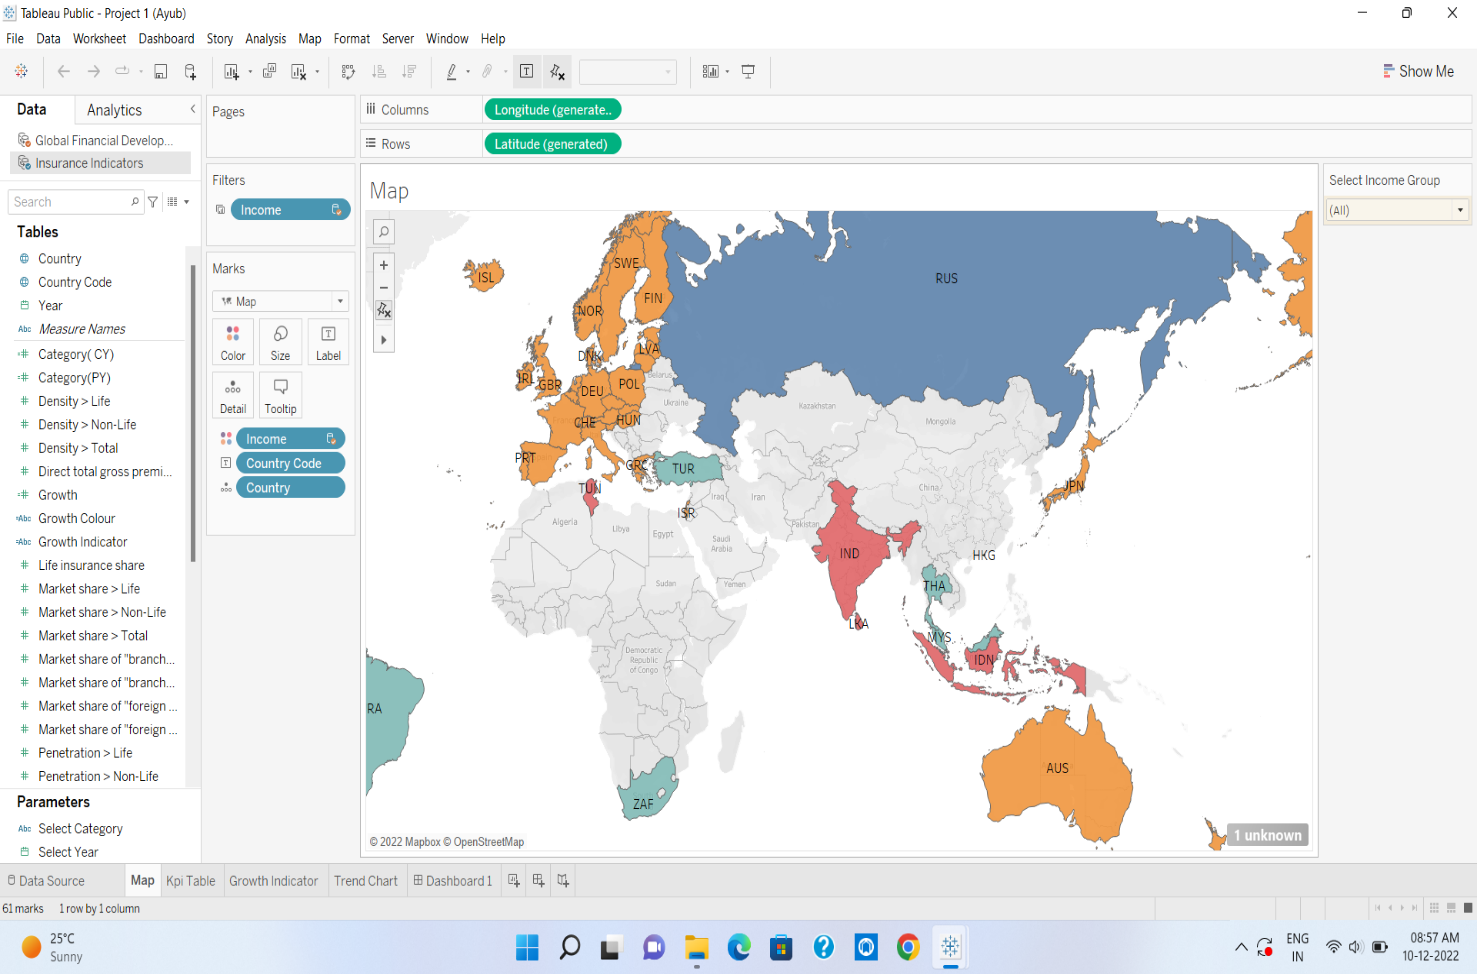 Tableau Public - Project 1 (Ayub)
File Data Worksheet Dashboard Story Analysis Map Format Server Window Help
Show Me
Data Analytics
Global Financial Develop...
Insurance Indicators
Search
Tables
Country
Country Code
Year
Abc Measure Names
Category( CY)
Category(PY)
Density > Life
Density > Non-Life
Density > Total
Direct total gross premi...
Growth
Abc Growth Colour
Abc Growth Indicator
Life insurance share
Market share > Life
Market share > Non-Life
Market share > Total
Market share of "branch...
Market share of "branch...
Market share of "foreign ...
Market share of "foreign ...
Penetration > Life
Penetration > Non-Life
Parameters
Abc Select Category
Select Year
Pages
Filters
Income
Marks
Map
Color Size Label
Detail Tooltip
Income
Country Code
Country
Columns Longitude (generate..
Rows Latitude (generated)
Map
ISL
SWE
FIN
NOR
RUS
DNK
LVA
IRL
GBR
DEU
POL
Belarus
Ukraine
CHE
HUN
Kazakhstan
Mongolia
PRT
GRC
TUR
TUN
ISR
Iraq
Iran
China
JPN
Algeria
Libya
Egypt
Saudi
Arabia
Pakistan
IND
HKG
Sudan
Yemen
THA
LKA
MYS
IDN
Democratic
Republic
of Congo
RA
AUS
ZAF
© 2022 Mapbox © OpenStreetMap
1 unknown
Select Income Group
(All)
Data Source Map Kpi Table Growth Indicator Trend Chart Dashboard 1
61 marks 1 row by 1 column
25°C
Sunny
ENG
IN
08:57 AM
10-12-2022